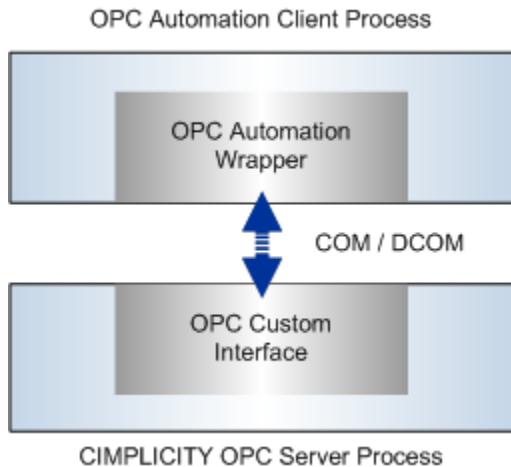 OPC Automation Client Process
OPC Automation
Wrapper
COM / DCOM
OPC Custom
Interface
CIMPLICITY OPC Server Process